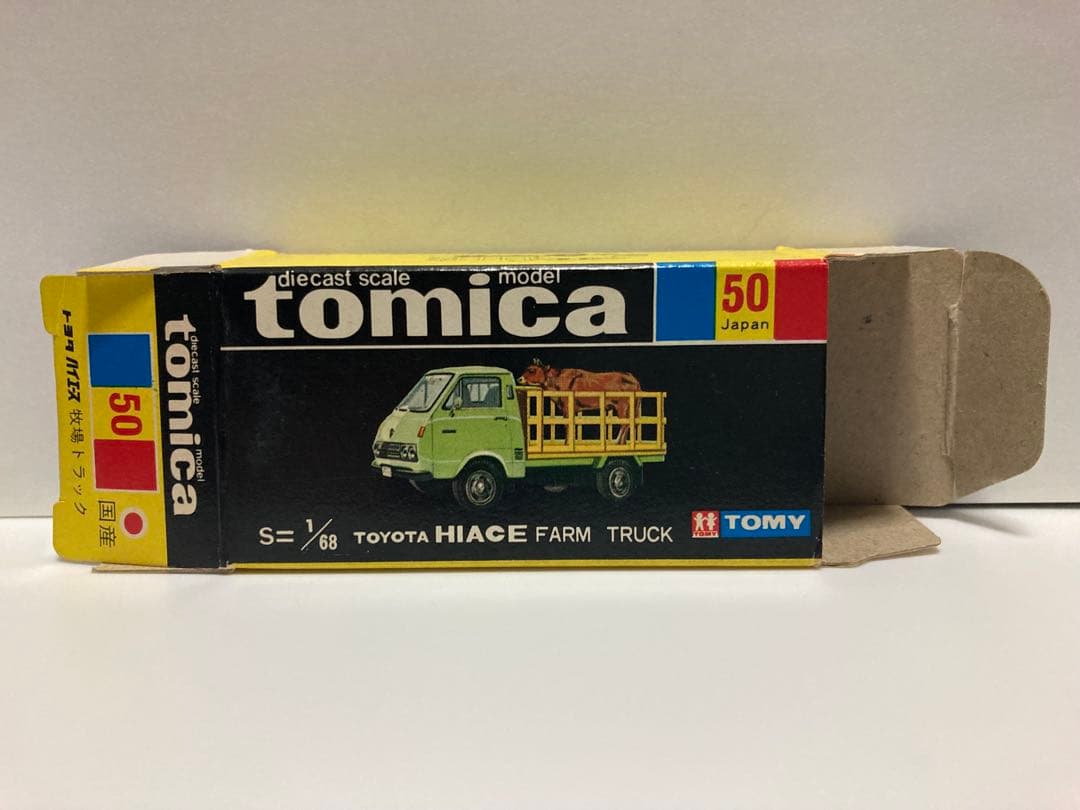 diecast scale model
tomica
50
Japan
S=1/68 TOYOTA HIACE FARM TRUCK
TOMY
TOMY
diecast scale model
tomica
50
トヨタ ハイエース 牧場トラック
国産